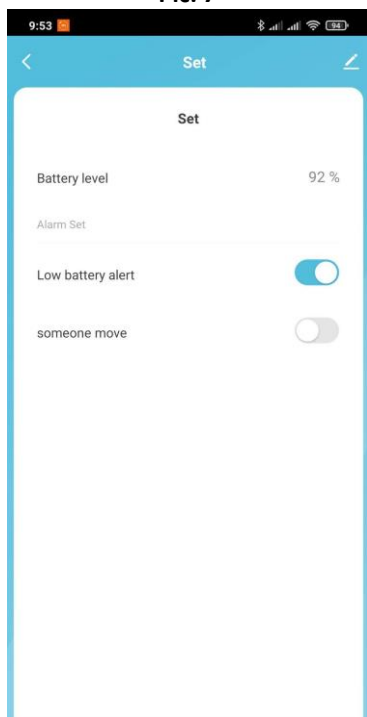 9:53
94
Set
Set
Battery level
92 %
Alarm Set
Low battery alert
someone move